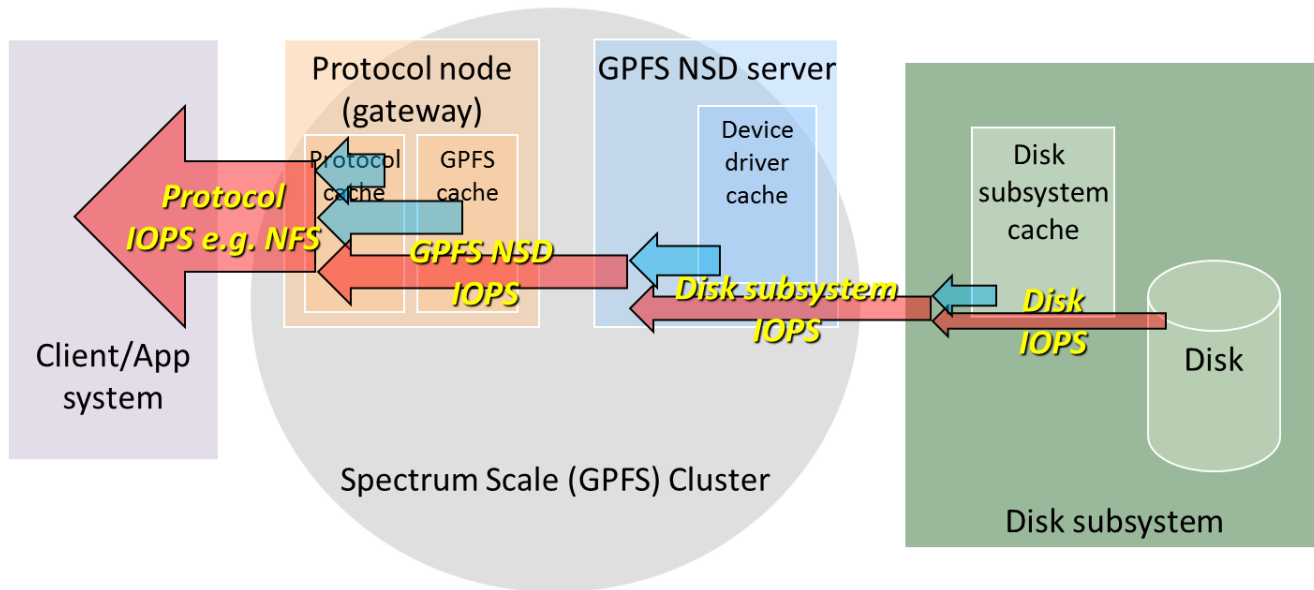 Protocol node
(gateway)
GPFS NSD server
Protocol
cache
GPFS
cache
Device
driver
cache
Disk
subsystem
cache
Protocol
IOPS e.g. NFS
GPFS NSD
IOPS
Disk subsystem
IOPS
Disk
IOPS
Disk
Client/App
system
Spectrum Scale (GPFS) Cluster
Disk subsystem